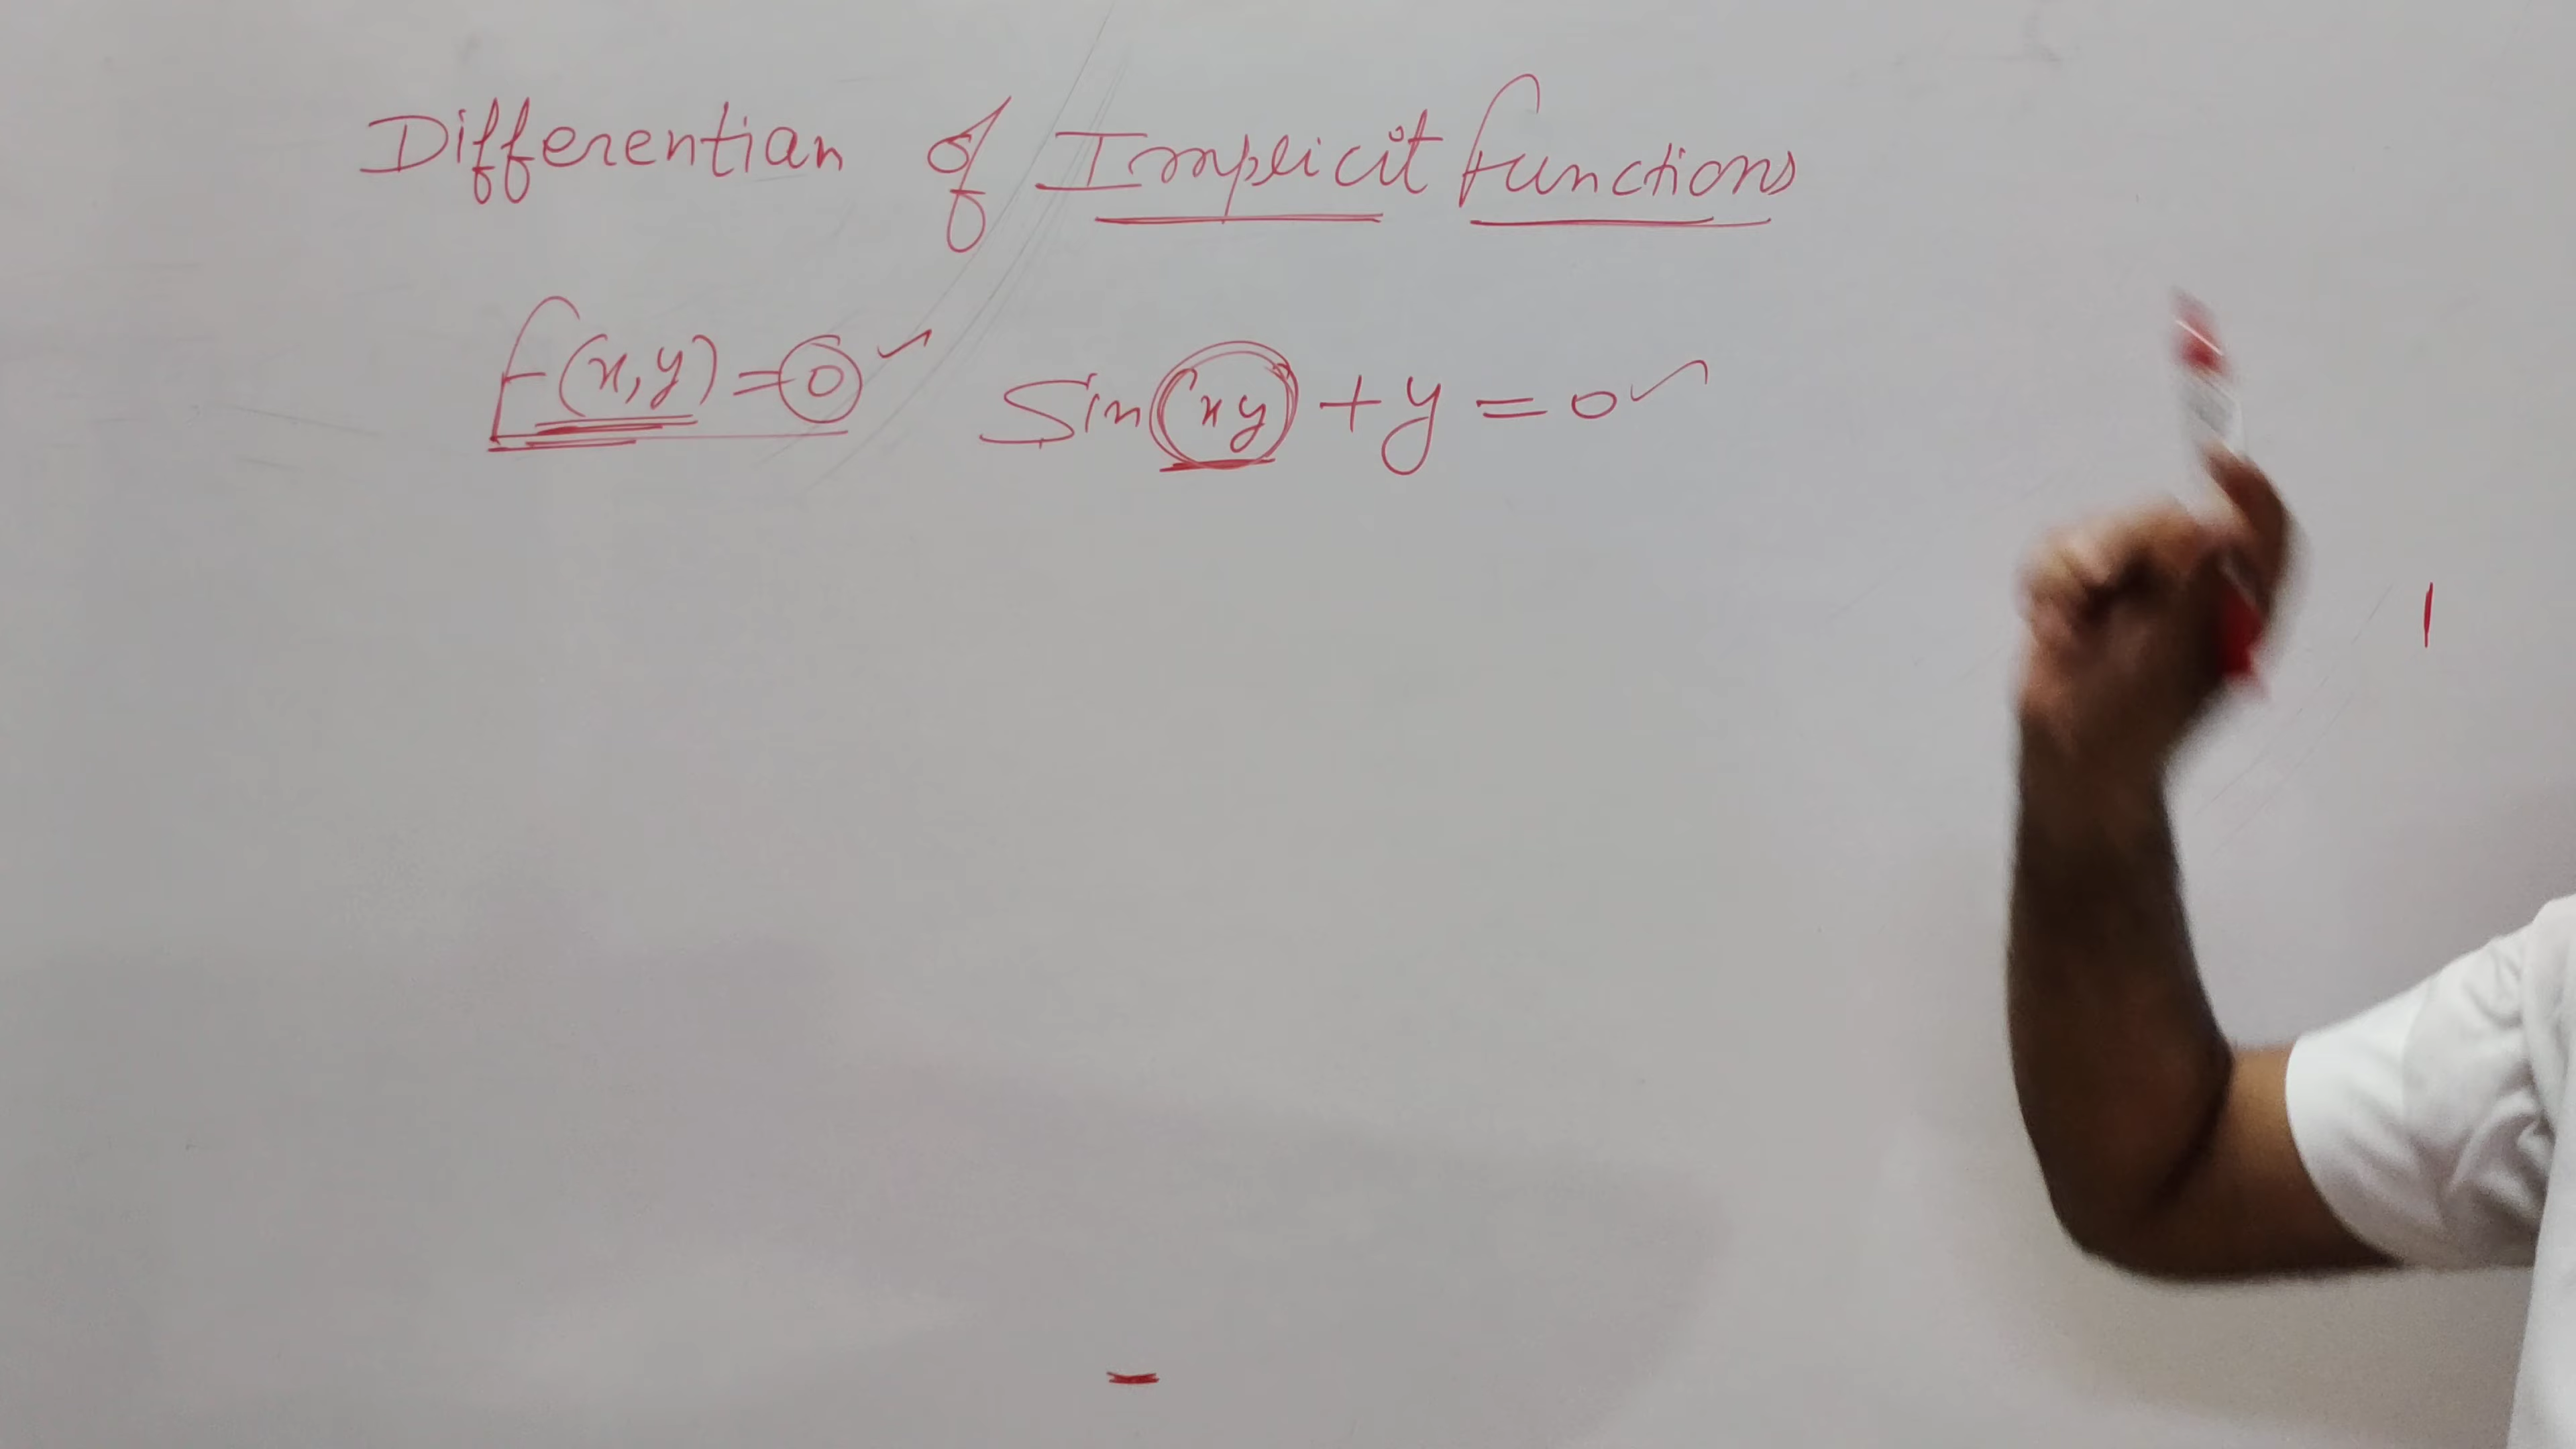 Differentian of Implicit functions
f(x,y)=0 Sin(xy)+y=0